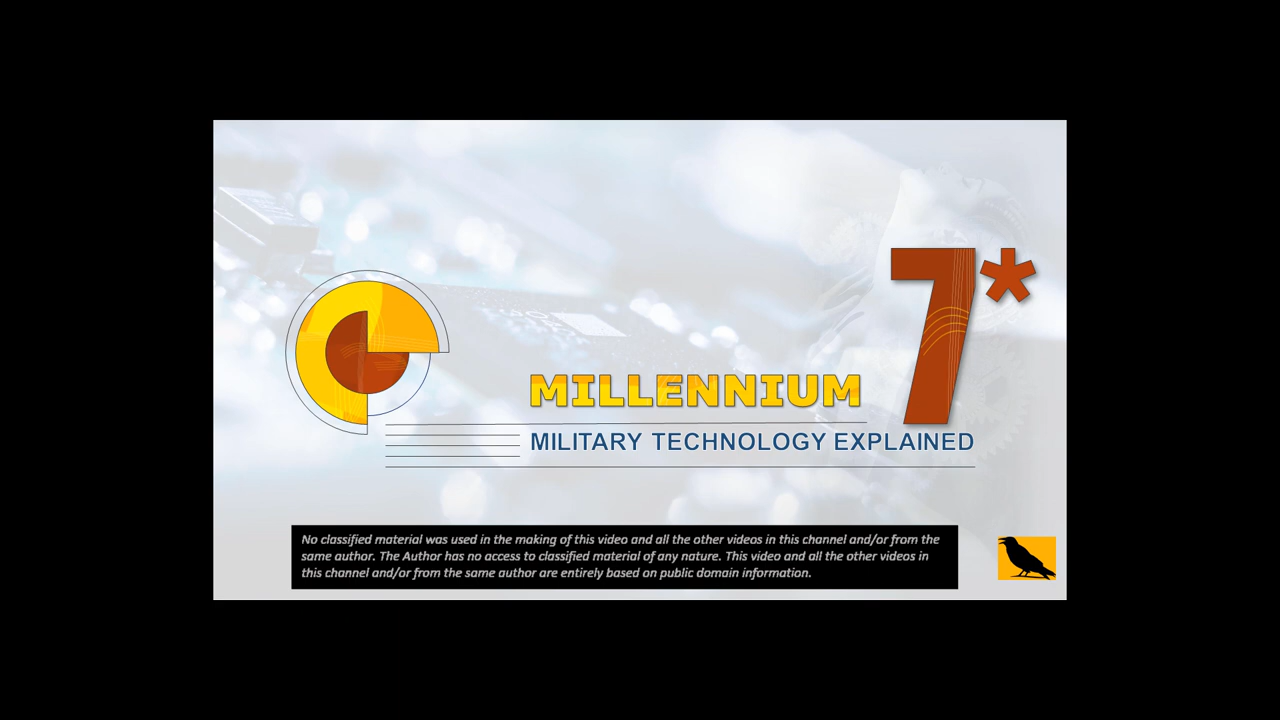 7*
MILLENNIUM
MILITARY TECHNOLOGY EXPLAINED
No classified material was used in the making of this video and all the other videos in this channel and/or from the
same author. The Author has no access to classified material of any nature. This video and all the other videos in
this channel and/or from the same author are entirely based on public domain information.